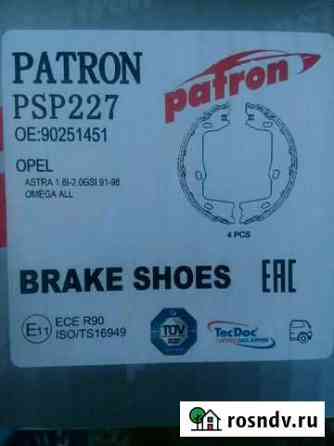 PATRON
PSP227
OE:90251451
patron
OPEL
ASTRA 1.6I-2.0GSI 91-98
OMEGA ALL
4 PCS
BRAKE SHOES
EAC
E11
ECE R90
ISO/TS16949
TÜV
TecDoc
rosndv.ru